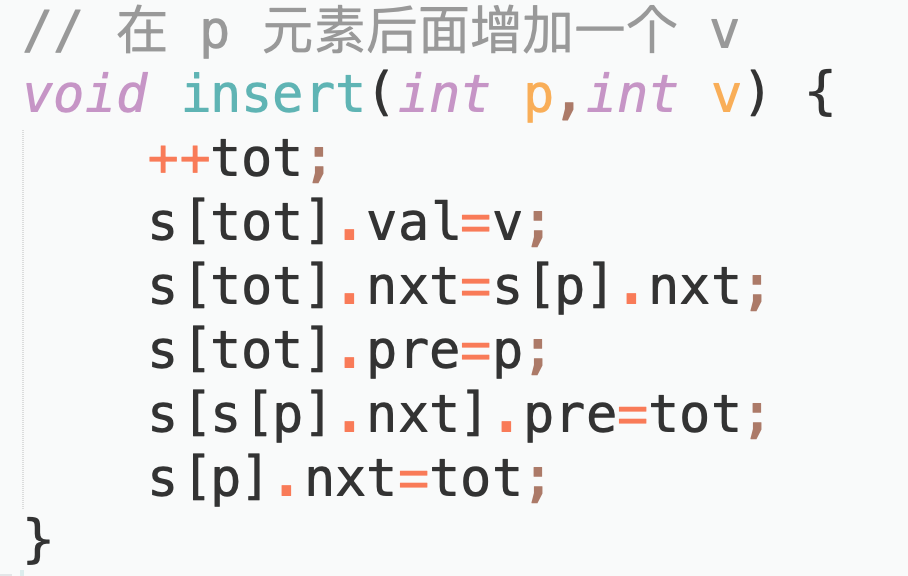 // 在 p 元素后面增加一个 v
void insert(int p,int v) {
++tot;
s[tot].val=v;
s[tot].nxt=s[p].nxt;
s[tot].pre=p;
s[s[p].nxt].pre=tot;
s[p].nxt=tot;
}